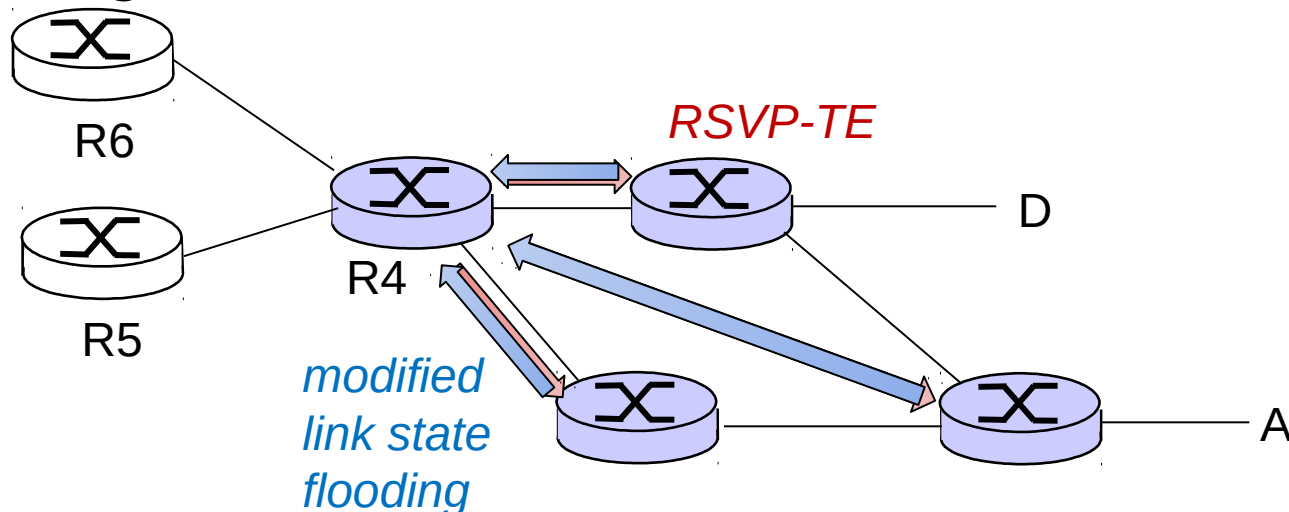 R6
RSVP-TE
D
R4
R5
modified
link state
flooding
A